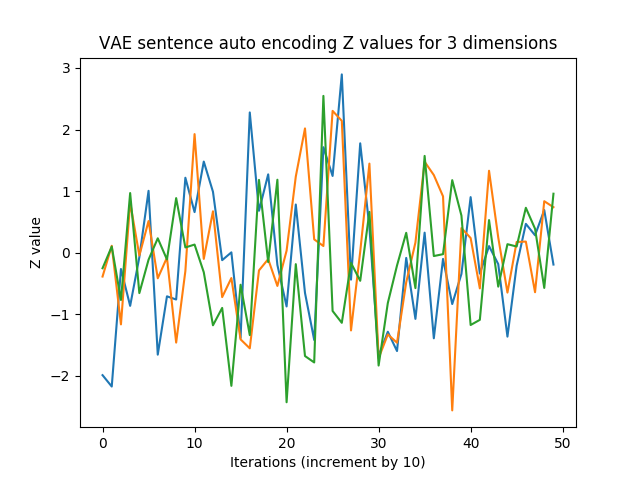 VAE sentence auto encoding Z values for 3 dimensions
3
2
1
0
−1
−2
Z value
0 10 20 30 40 50
Iterations (increment by 10)